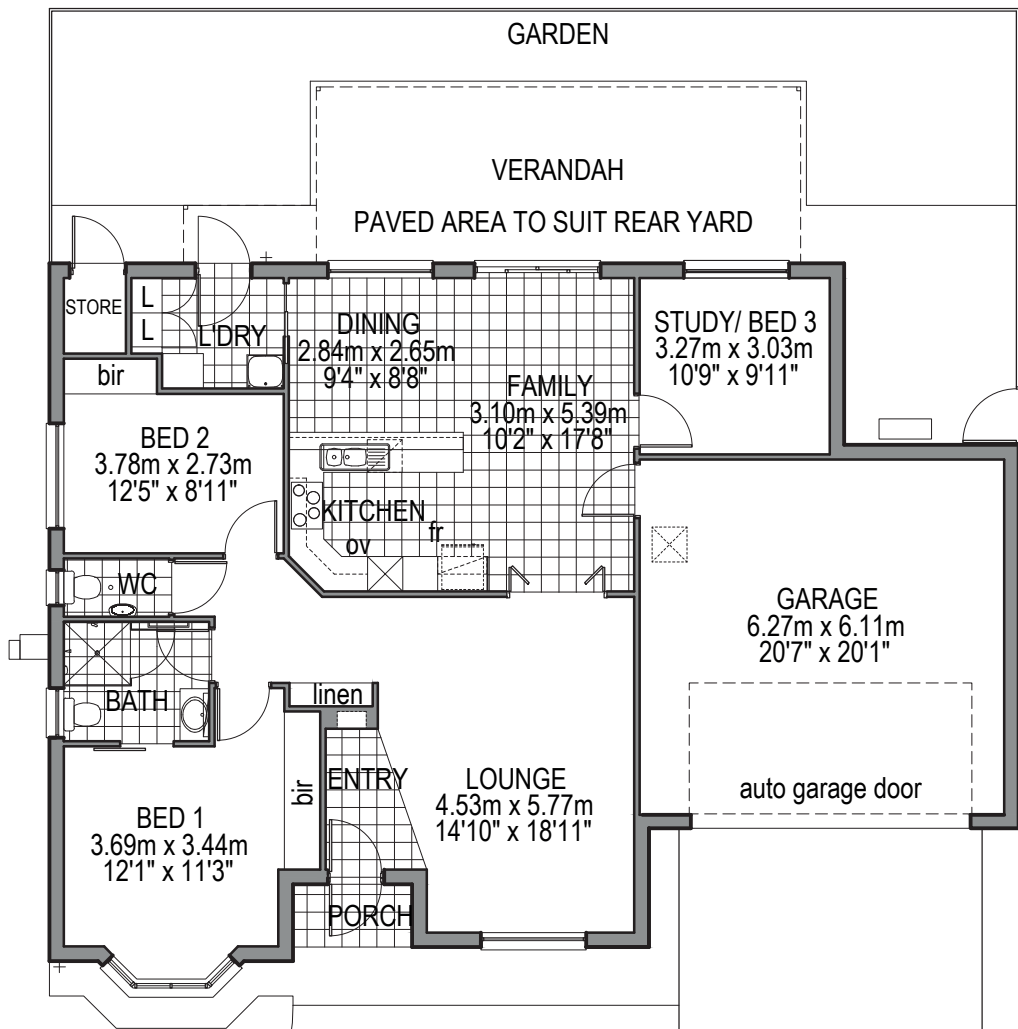 GARDEN
VERANDAH
PAVED AREA TO SUIT REAR YARD
STORE
L
L
L'DRY
DINING
2.84m x 2.65m
9'4" x 8'8"
STUDY/ BED 3
3.27m x 3.03m
10'9" x 9'11"
bir
FAMILY
3.10m x 5.39m
10'2" x 17'8"
BED 2
3.78m x 2.73m
12'5" x 8'11"
KITCHEN
ov
fr
WC
GARAGE
6.27m x 6.11m
20'7" x 20'1"
BATH
linen
bir
ENTRY
LOUNGE
4.53m x 5.77m
14'10" x 18'11"
auto garage door
BED 1
3.69m x 3.44m
12'1" x 11'3"
PORCH